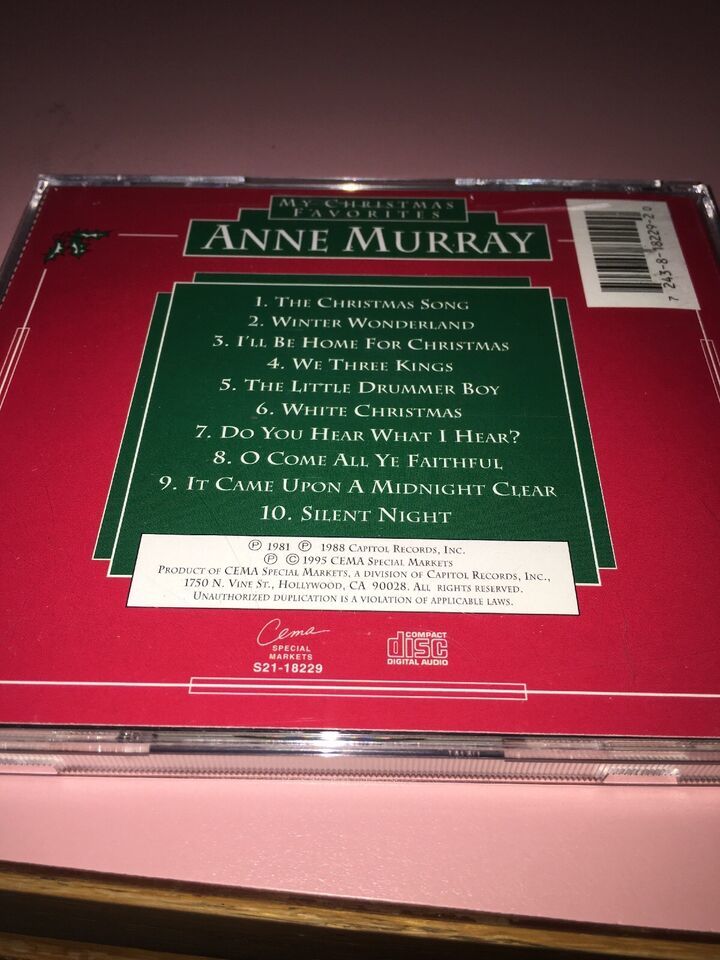 MY CHRISTMAS
FAVORITES
ANNE MURRAY
7 243-8-18229-2 0
1. THE CHRISTMAS SONG
2. WINTER WONDERLAND
3. I'LL BE HOME FOR CHRISTMAS
4. WE THREE KINGS
5. THE LITTLE DRUMMER BOY
6. WHITE CHRISTMAS
7. DO YOU HEAR WHAT I HEAR?
8. O COME ALL YE FAITHFUL
9. IT CAME UPON A MIDNIGHT CLEAR
10. SILENT NIGHT
℗ 1981 ℗ 1988 CAPITOL RECORDS, INC.
℗ © 1995 CEMA SPECIAL MARKETS
PRODUCT OF CEMA SPECIAL MARKETS, A DIVISION OF CAPITOL RECORDS, INC.,
1750 N. VINE ST., HOLLYWOOD, CA 90028. ALL RIGHTS RESERVED.
UNAUTHORIZED DUPLICATION IS A VIOLATION OF APPLICABLE LAWS.
Cema
SPECIAL
MARKETS
S21-18229
COMPACT
disc
DIGITAL AUDIO